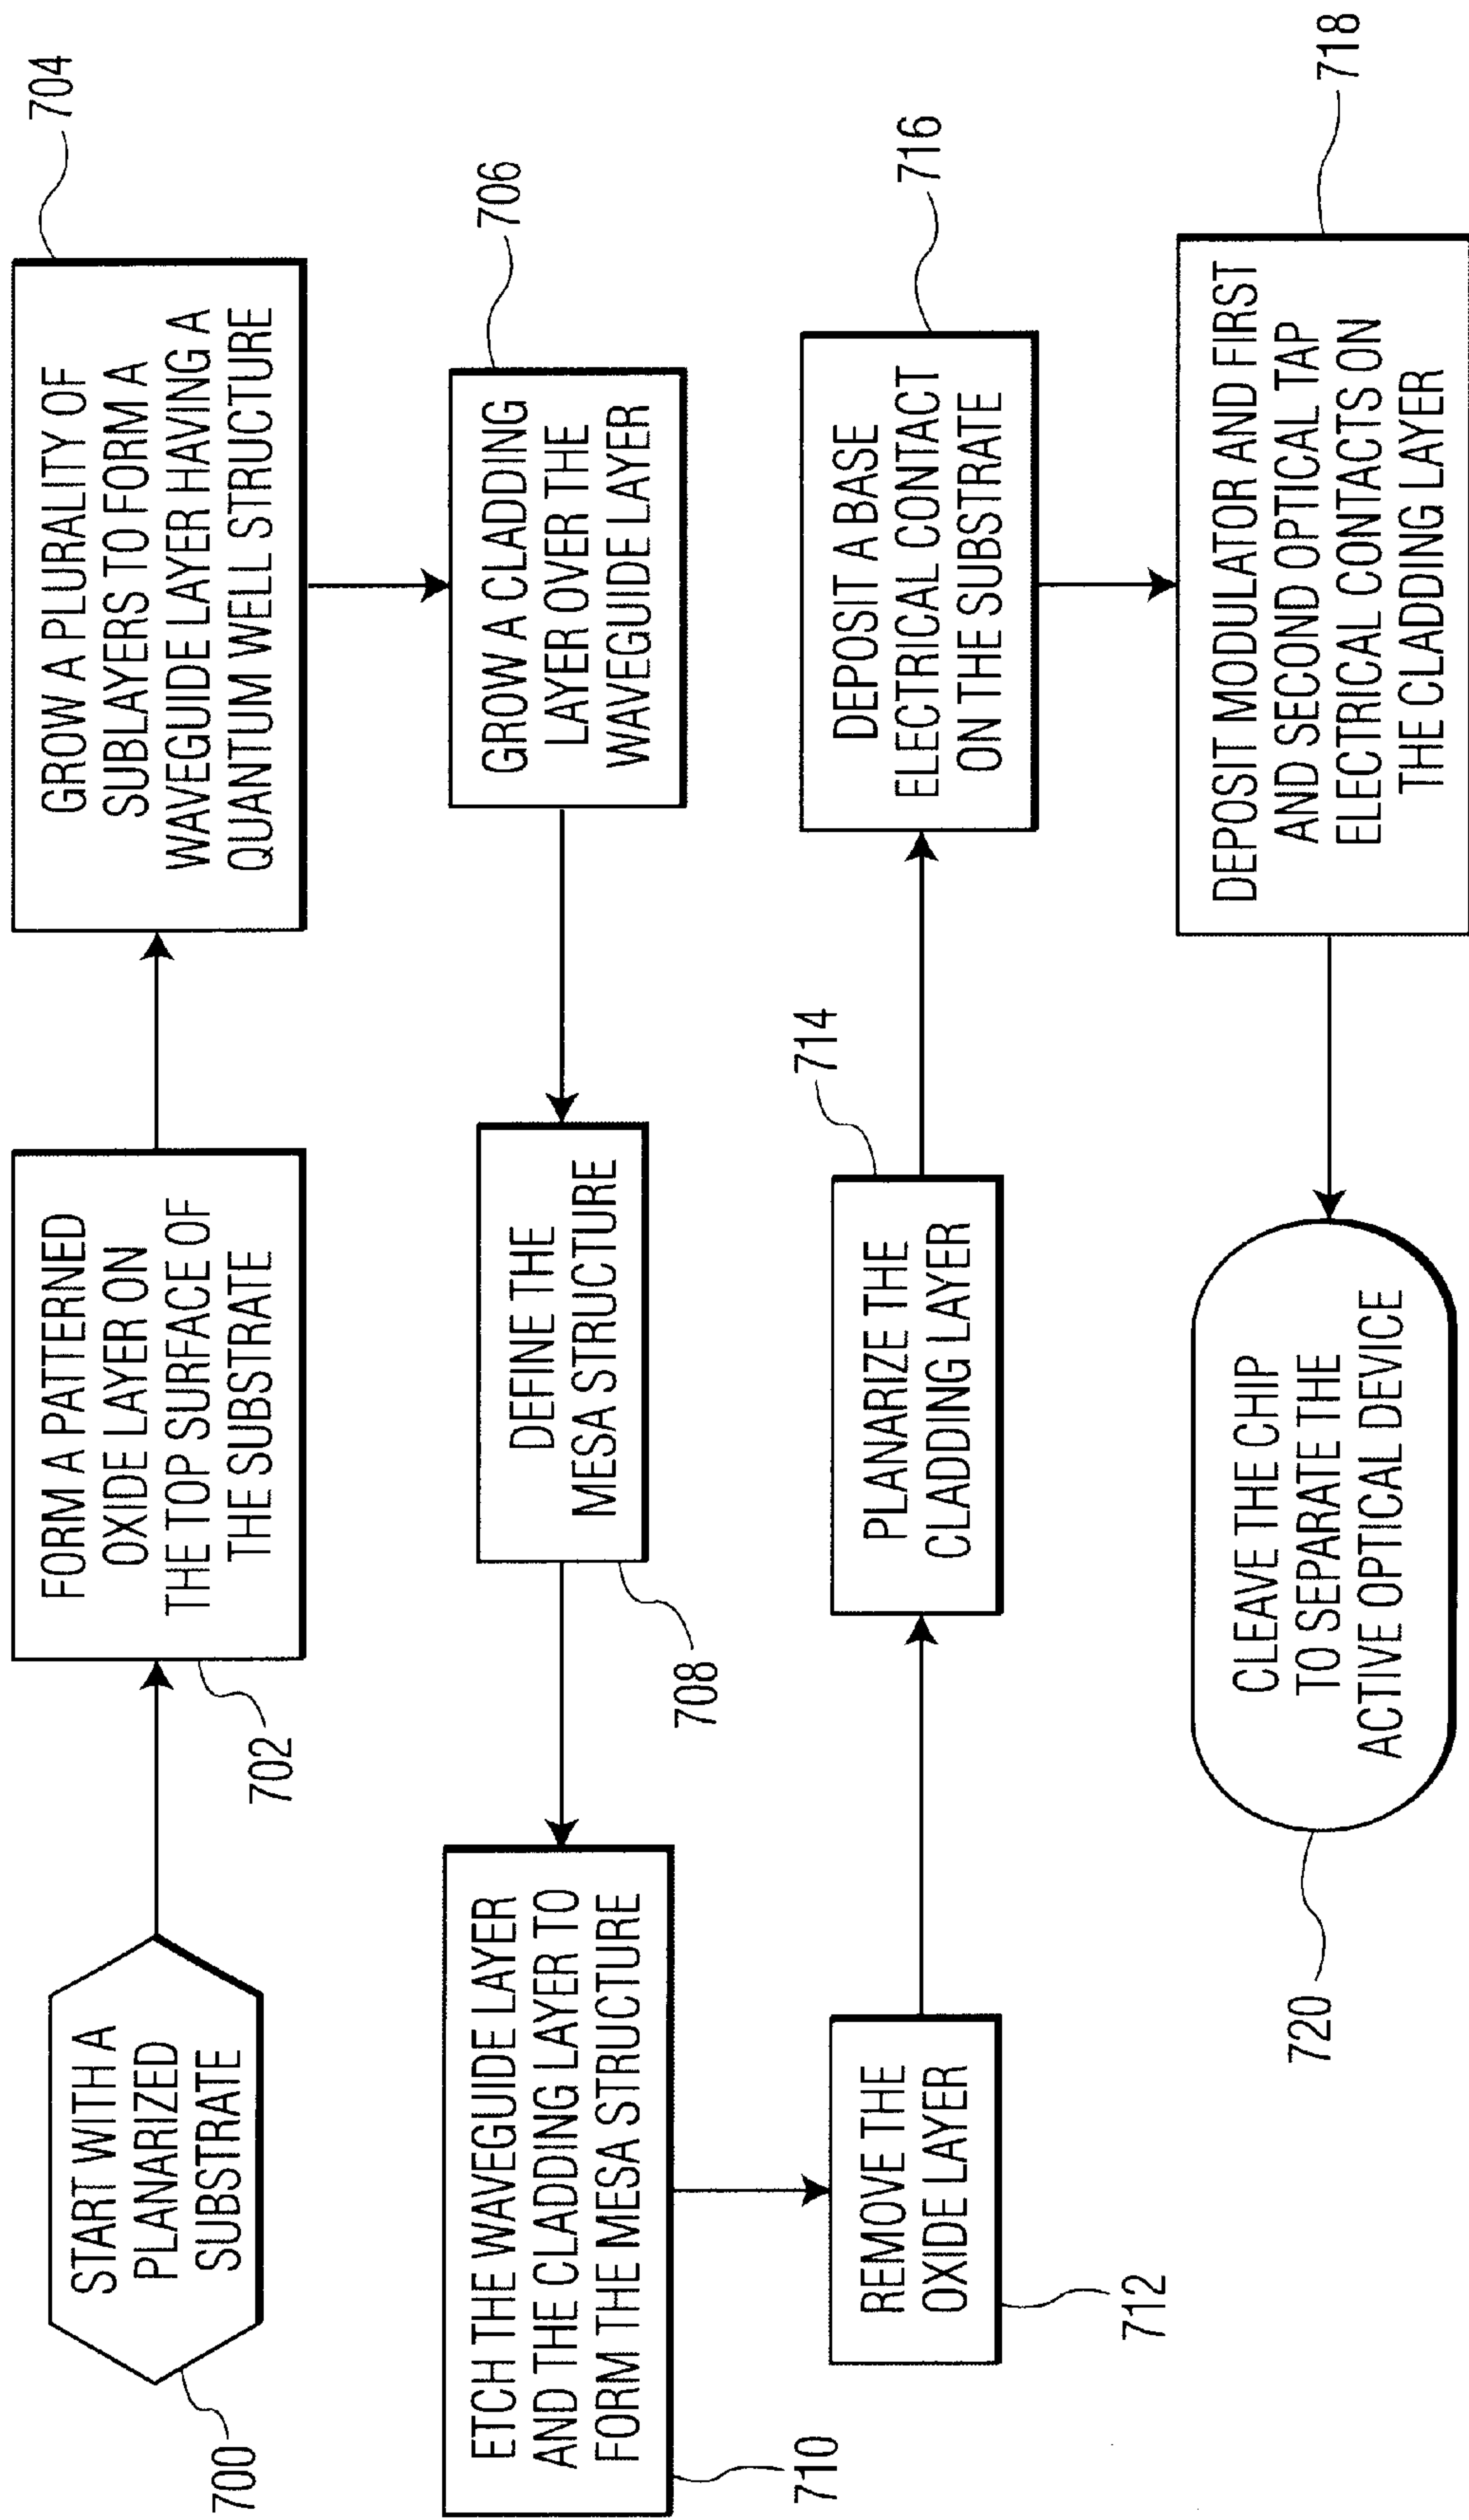 START WITH A
PLANARIZED
SUBSTRATE
700
FORM A PATTERNED
OXIDE LAYER ON
THE TOP SURFACE OF
THE SUBSTRATE
702
GROW A PLURALITY OF
SUBLAYERS TO FORM A
WAVEGUIDE LAYER HAVING A
QUANTUM WELL STRUCTURE
704
GROW A CLADDING
LAYER OVER THE
WAVEGUIDE LAYER
706
DEFINE THE
MESA STRUCTURE
708
ETCH THE WAVEGUIDE LAYER
AND THE CLADDING LAYER TO
FORM THE MESA STRUCTURE
710
REMOVE THE
OXIDE LAYER
712
PLANARIZE THE
CLADDING LAYER
714
DEPOSIT A BASE
ELECTRICAL CONTACT
ON THE SUBSTRATE
716
DEPOSIT MODULATOR AND FIRST
AND SECOND OPTICAL TAP
ELECTRICAL CONTACTS ON
THE CLADDING LAYER
718
CLEAVE THE CHIP
TO SEPARATE THE
ACTIVE OPTICAL DEVICE
720